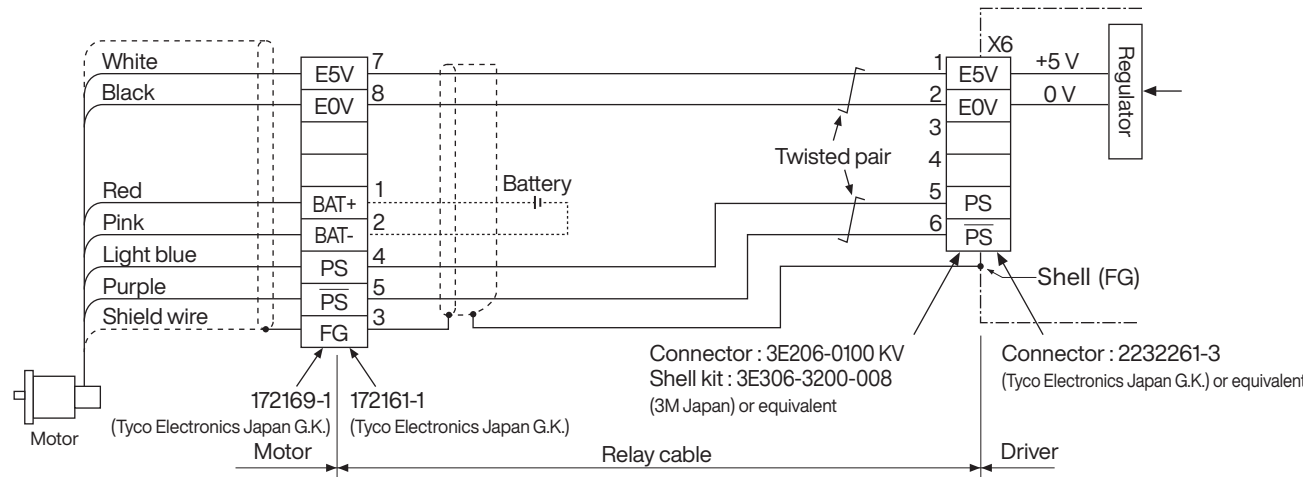 White
Black
Red
Pink
Light blue
Purple
Shield wire
Motor
E5V 7
E0V 8
BAT+ 1
BAT- 2
PS 4
P̅S̅ 5
FG 3
Battery
Twisted pair
X6
1 E5V +5 V
2 E0V 0 V
3
4
5 PS
6 P̅S̅
Regulator
Shell (FG)
172169-1
(Tyco Electronics Japan G.K.)
172161-1
(Tyco Electronics Japan G.K.)
Connector : 3E206-0100 KV
Shell kit : 3E306-3200-008
(3M Japan) or equivalent
Connector : 2232261-3
(Tyco Electronics Japan G.K.) or equivalent
Motor
Relay cable
Driver